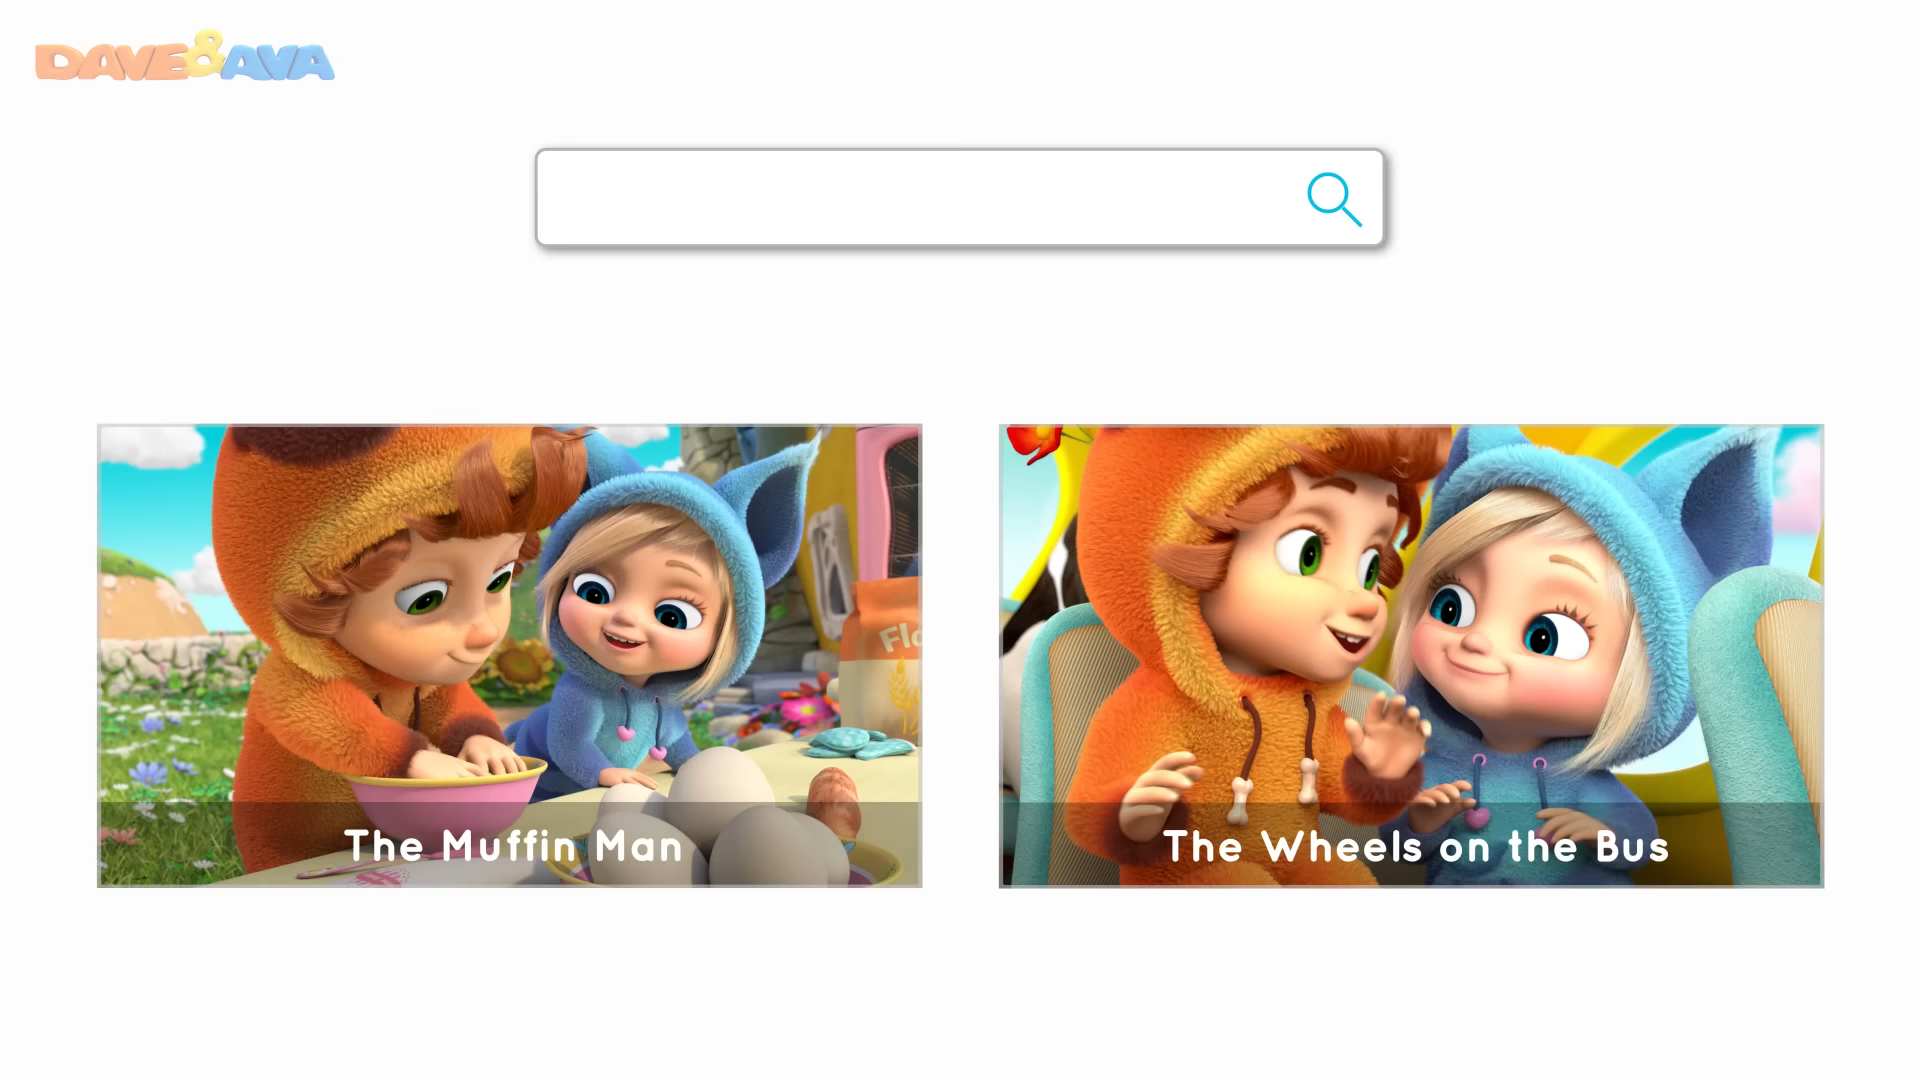 DAVE&AVA
The Muffin Man
The Wheels on the Bus